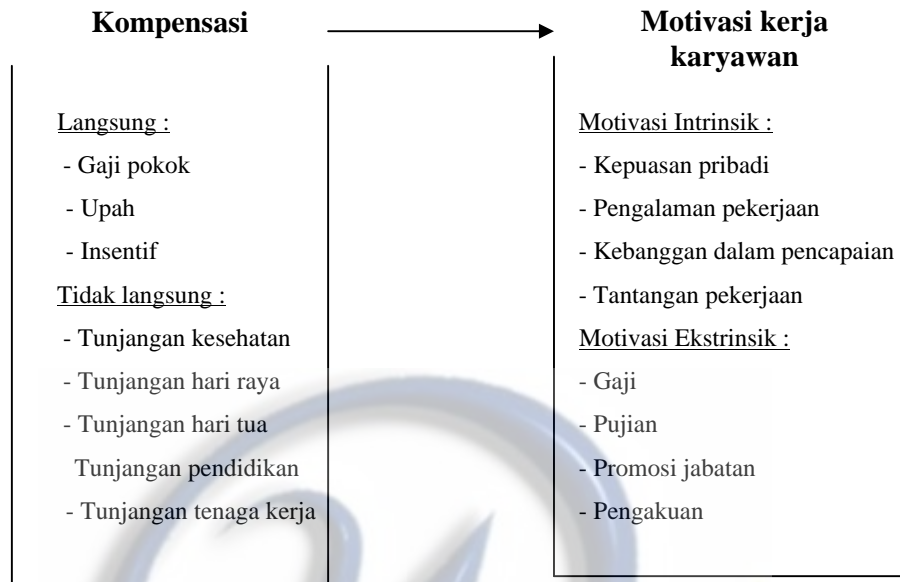 Kompensasi
Langsung :
- Gaji pokok
- Upah
- Insentif
Tidak langsung :
- Tunjangan kesehatan
- Tunjangan hari raya
- Tunjangan hari tua
Tunjangan pendidikan
- Tunjangan tenaga kerja
Motivasi kerja
karyawan
Motivasi Intrinsik :
- Kepuasan pribadi
- Pengalaman pekerjaan
- Kebanggan dalam pencapaian
- Tantangan pekerjaan
Motivasi Ekstrinsik :
- Gaji
- Pujian
- Promosi jabatan
- Pengakuan